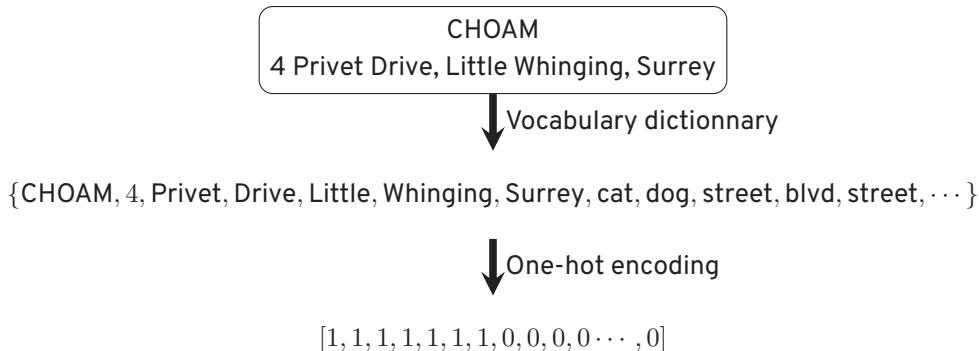 CHOAM
4 Privet Drive, Little Whinging, Surrey
Vocabulary dictionnary
{CHOAM, 4, Privet, Drive, Little, Whinging, Surrey, cat, dog, street, blvd, street, ⋯}
One-hot encoding
[1, 1, 1, 1, 1, 1, 1, 0, 0, 0, 0 ⋯ , 0]